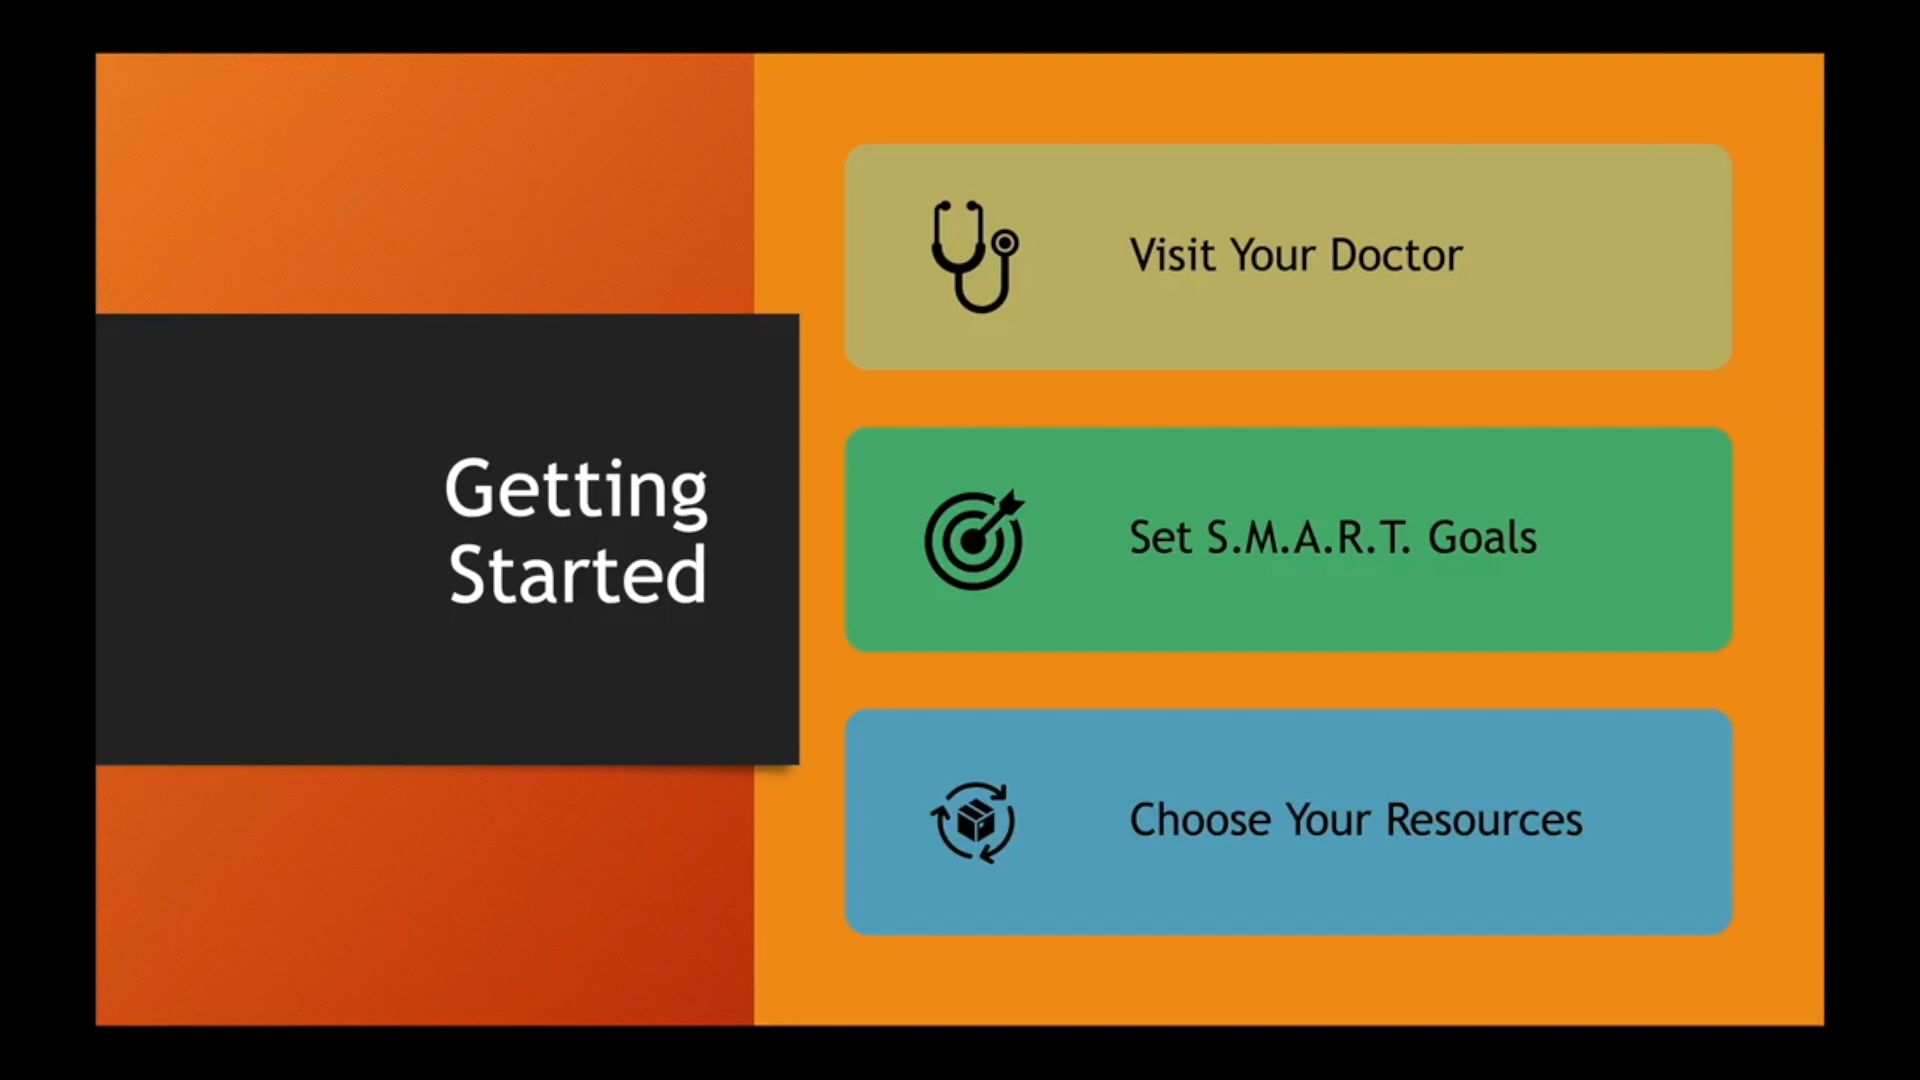 Getting
Started
Visit Your Doctor
Set S.M.A.R.T. Goals
Choose Your Resources